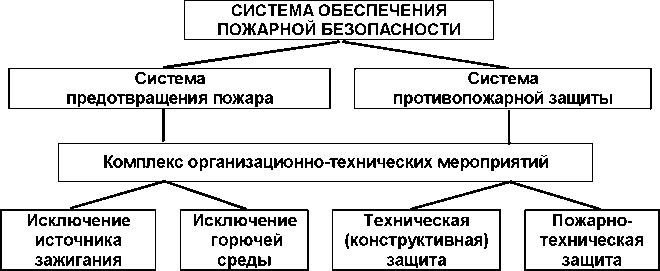 СИСТЕМА ОБЕСПЕЧЕНИЯ
ПОЖАРНОЙ БЕЗОПАСНОСТИ
Система
предотвращения пожара
Система
противопожарной защиты
Комплекс организационно-технических мероприятий
Исключение
источника
зажигания
Исключение
горючей
среды
Техническая
(конструктивная)
защита
Пожарно-
техническая
защита